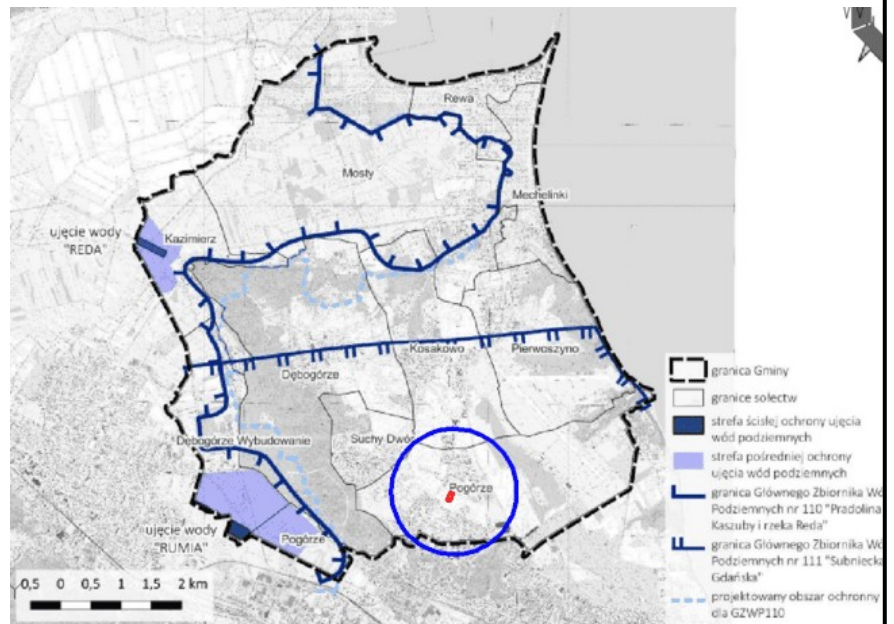 Rewa
Mosty
Mechelinki
ujęcie wody
"REDA"
Kazimierz
Kosakowo
Pierwoszyno
Dębogórze
Dębogórze Wybudowanie
Suchy Dwór
Pogórze
ujęcie wody
"RUMIA"
Pogórze
0,5 0 0,5 1 1,5 2 km
granica Gminy
granice sołectw
strefa ścisłej ochrony ujęcia
wód podziemnych
strefa pośredniej ochrony
ujęcia wód podziemnych
granica Głównego Zbiornika Wó
Podziemnych nr 110 "Pradolina
Kaszuby i rzeka Reda"
granica Głównego Zbiornika Wó
Podziemnych nr 111 "Subniecka
Gdańska"
projektowany obszar ochronny
dla GZWP110